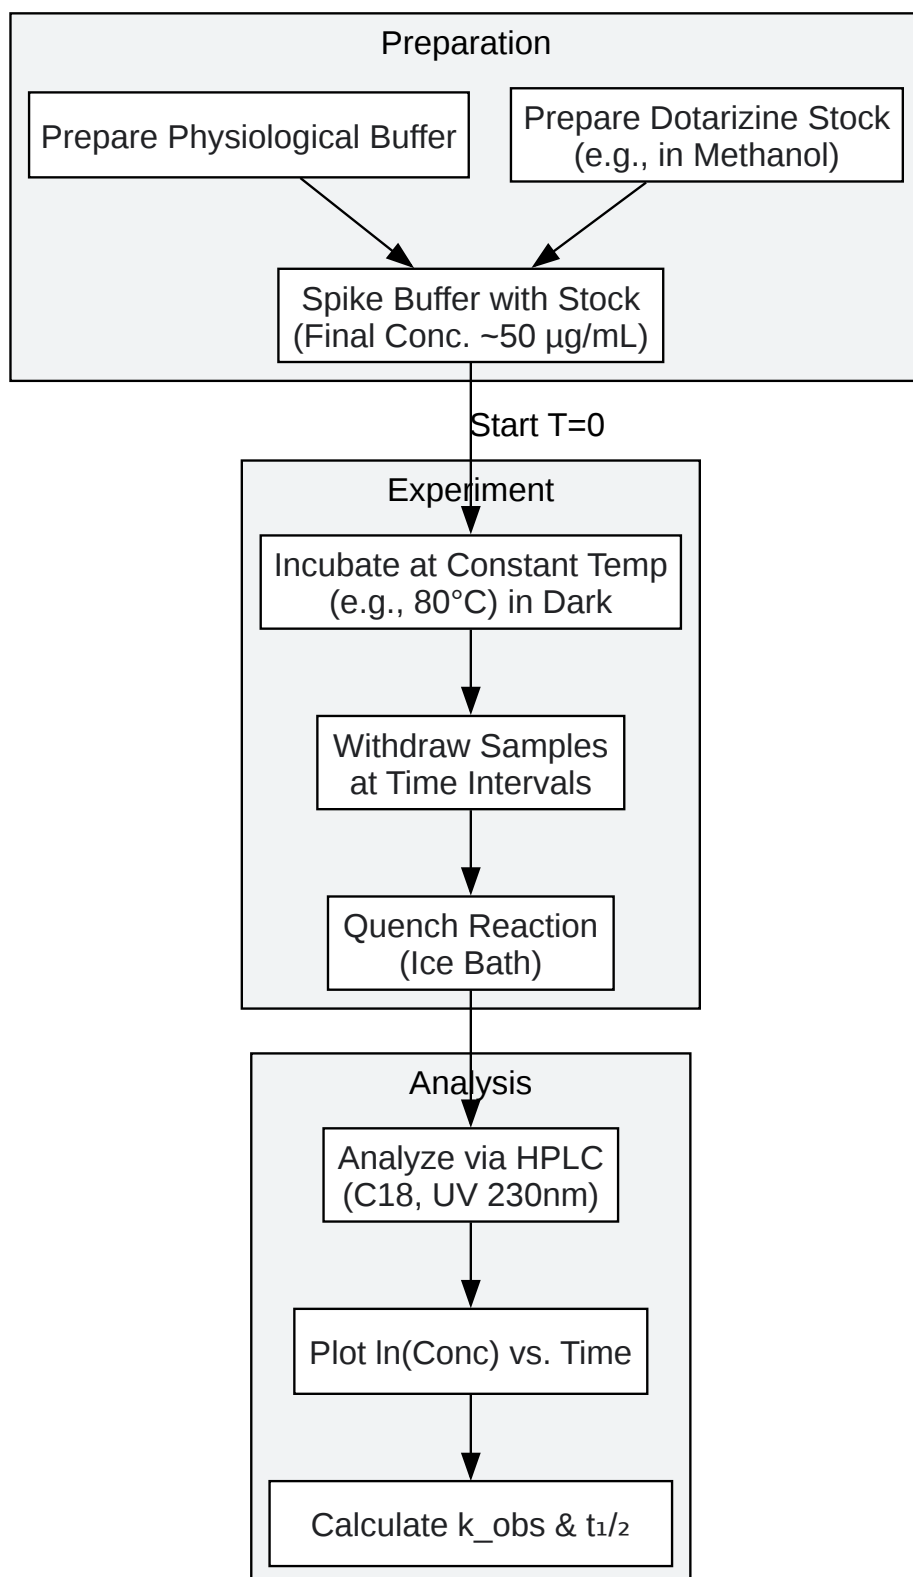 Preparation
Prepare Physiological Buffer
Prepare Dotarizine Stock
(e.g., in Methanol)
Spike Buffer with Stock
(Final Conc. ~50 µg/mL)
Start T=0
Experiment
Incubate at Constant Temp
(e.g., 80°C) in Dark
Withdraw Samples
at Time Intervals
Quench Reaction
(Ice Bath)
Analysis
Analyze via HPLC
(C18, UV 230nm)
Plot ln(Conc) vs. Time
Calculate k_obs & t₁/₂